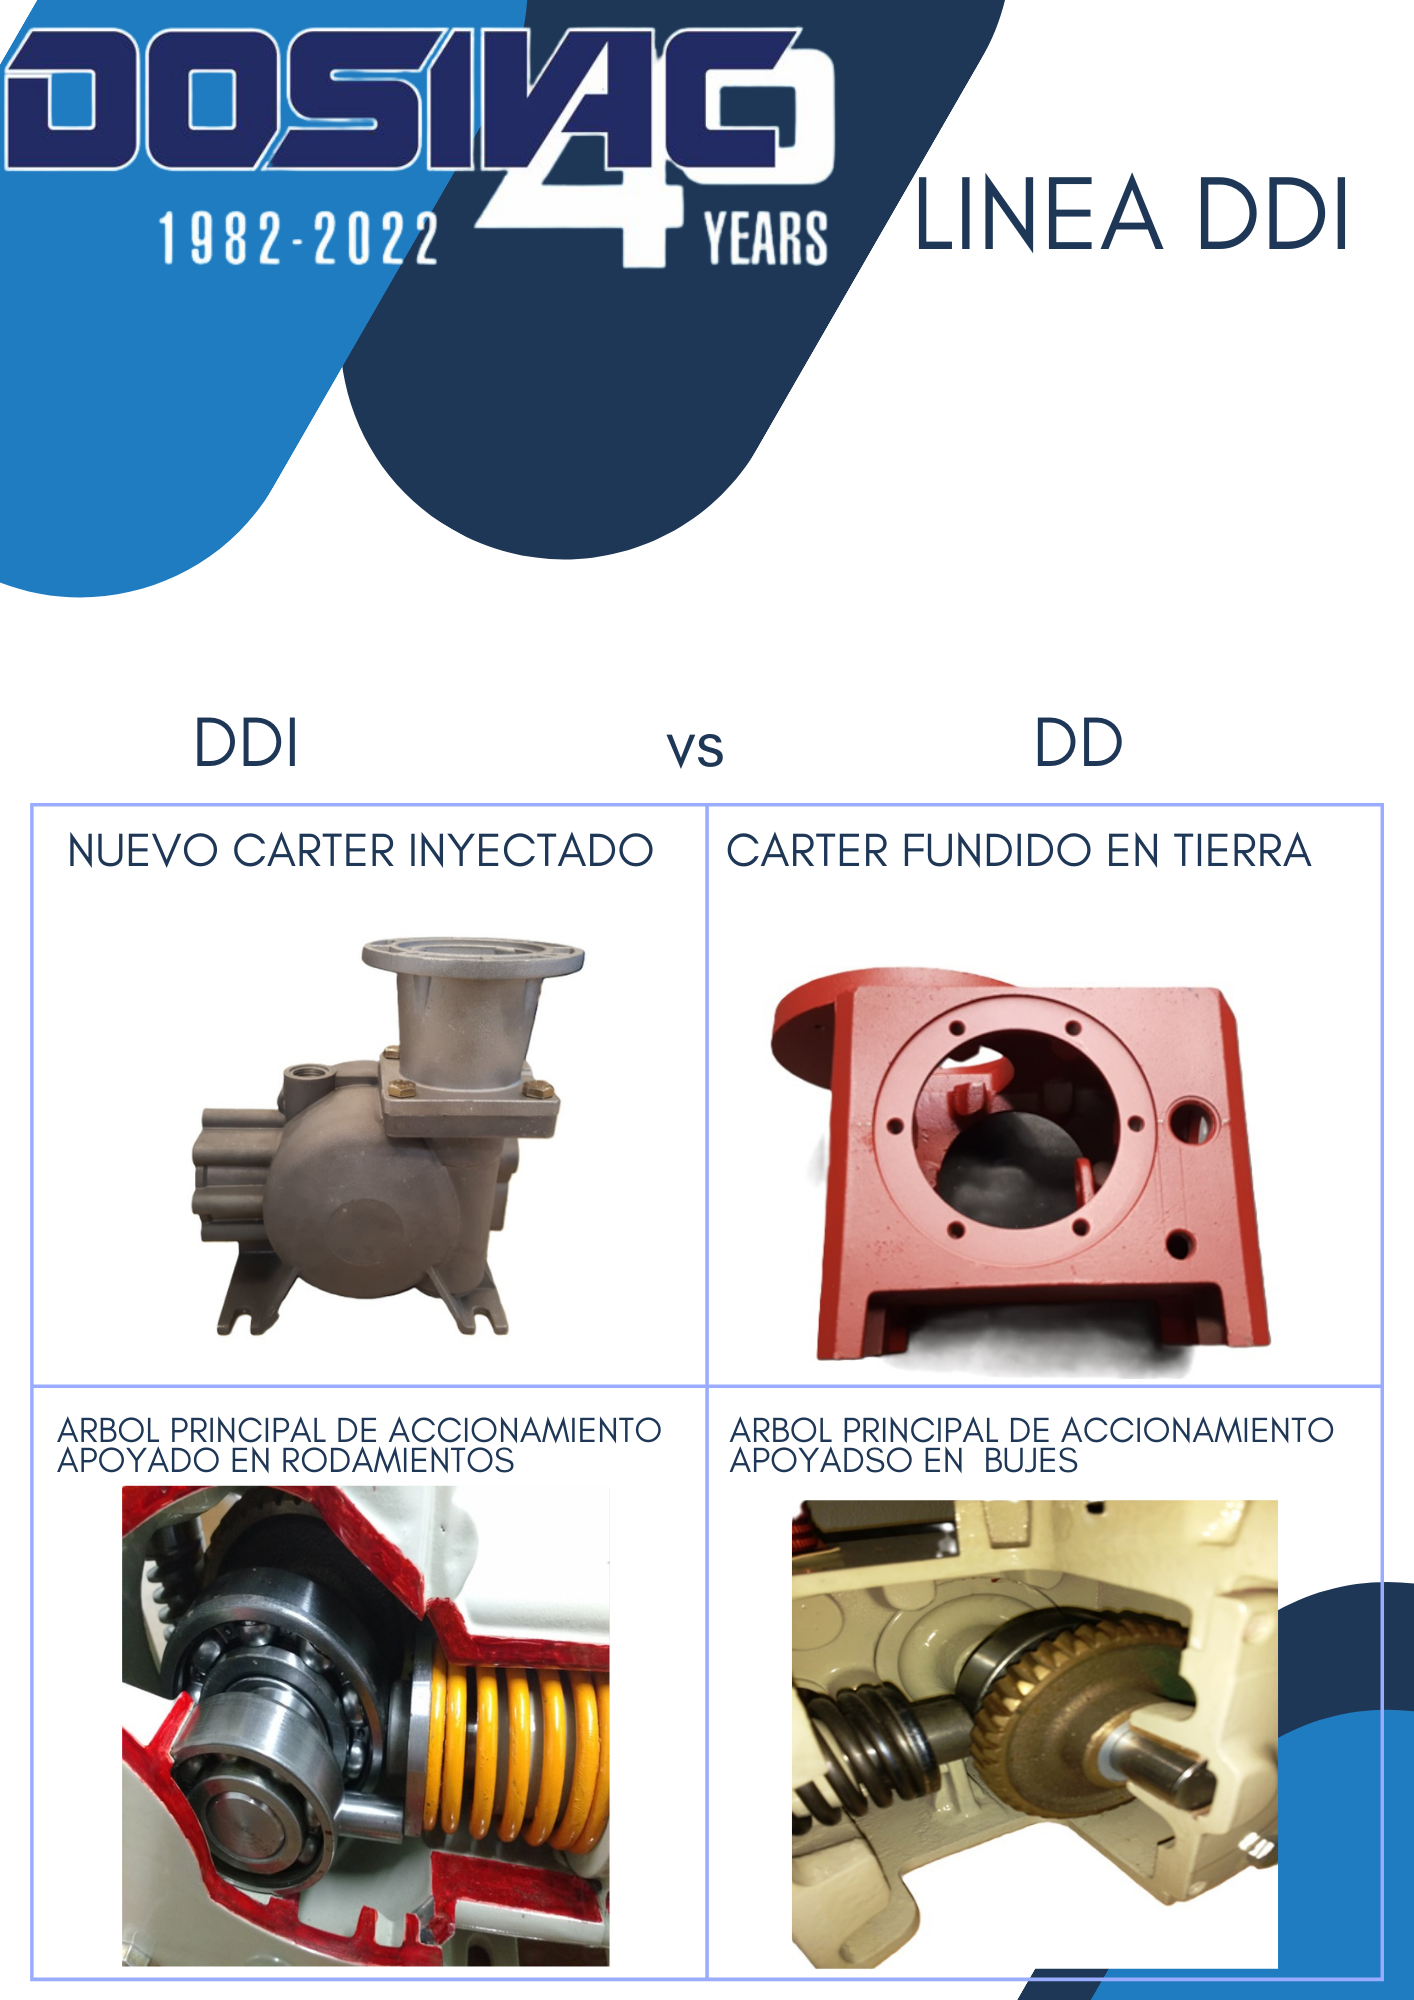 DOSIVAC
40
1982-2022
YEARS
LINEA DDI
DDI
vs
DD
NUEVO CARTER INYECTADO
CARTER FUNDIDO EN TIERRA
ARBOL PRINCIPAL DE ACCIONAMIENTO
APOYADO EN RODAMIENTOS
ARBOL PRINCIPAL DE ACCIONAMIENTO
APOYADSO EN  BUJES